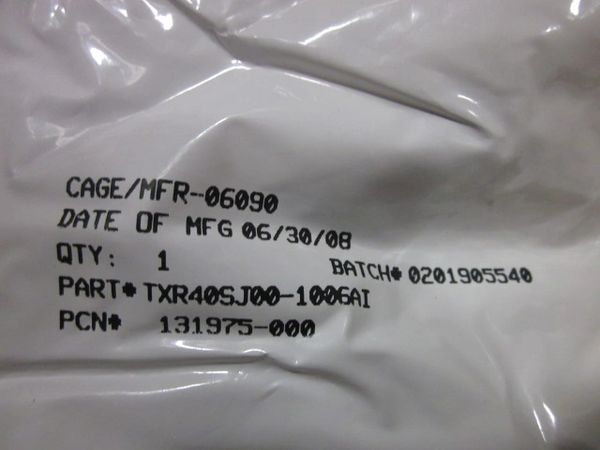 CAGE/MFR-06090
DATE OF MFG 06/30/08
QTY: 1 BATCH# 0201905540
PART# TXR40SJ00-1006AI
PCN# 131975-000